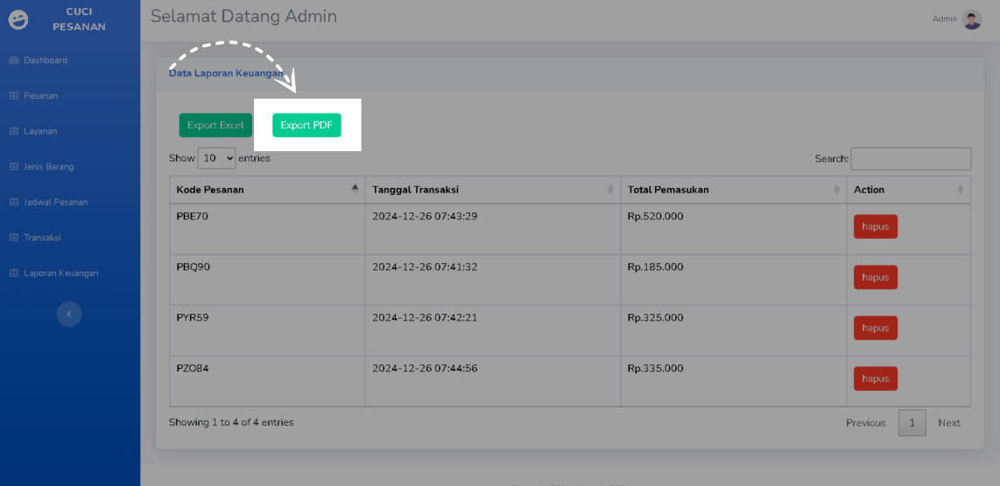 CUCI
PESANAN
Selamat Datang Admin
Admin
Dashboard
Pesanan
Layanan
Jenis Barang
Jadwal Pesanan
Transaksi
Laporan Keuangan
Data Laporan Keuangan
Export Excel Export PDF
Show 10 entries Search:
Kode Pesanan Tanggal Transaksi Total Pemasukan Action
PBE70 2024-12-26 07:43:29 Rp.520.000 hapus
PBQ90 2024-12-26 07:41:32 Rp.185.000 hapus
PYR59 2024-12-26 07:42:21 Rp.325.000 hapus
PZO84 2024-12-26 07:44:56 Rp.335.000 hapus
Showing 1 to 4 of 4 entries Previous 1 Next